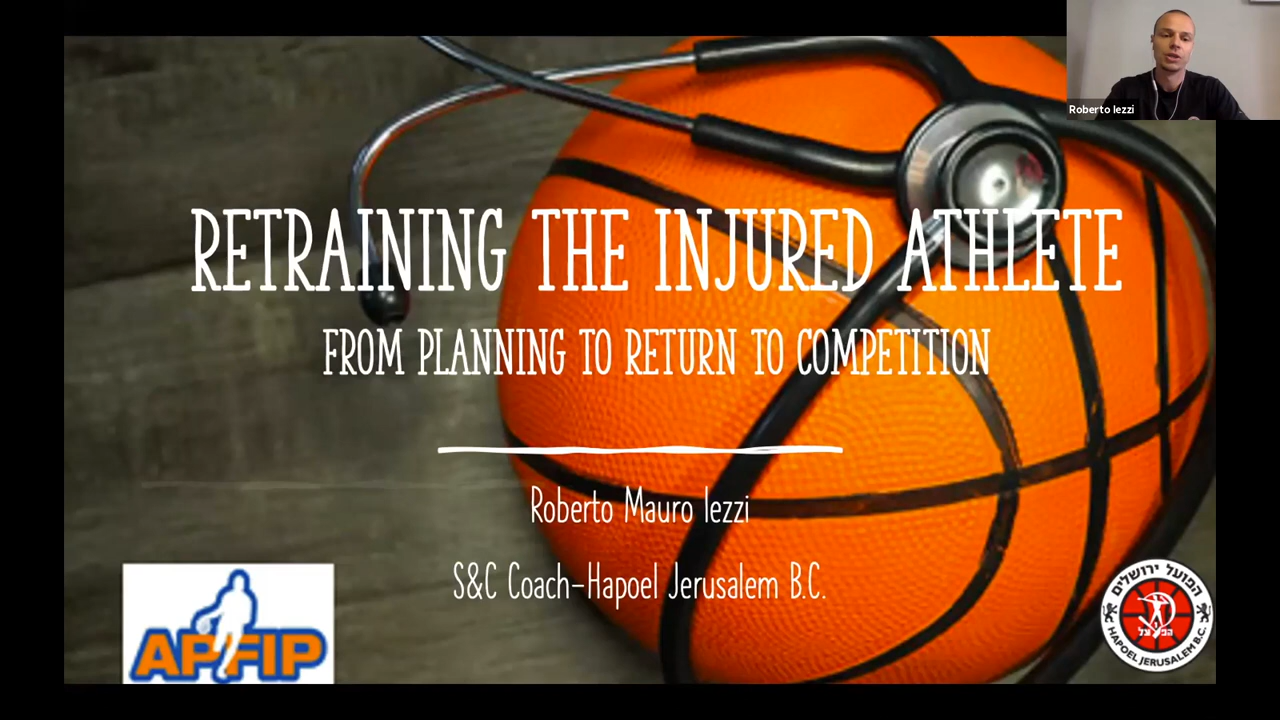 Roberto Iezzi
RETRAINING THE INJURED ATHLETE
FROM PLANNING TO RETURN TO COMPETITION
Roberto Mauro Iezzi
S&C Coach-Hapoel Jerusalem B.C.
APFIP
הפועל ירושלים
הפועל
HAPOEL JERUSALEM B.C.